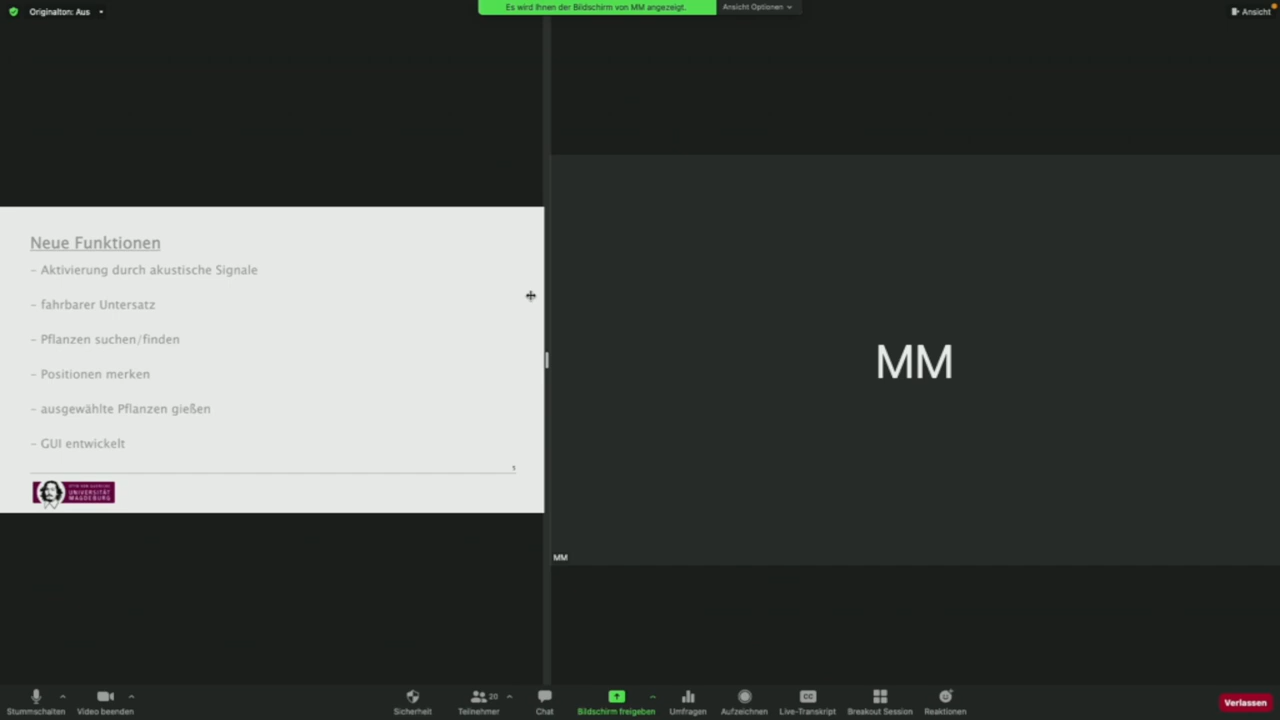 Originalton: Aus
Es wird Ihnen der Bildschirm von MM angezeigt.
Ansicht Optionen
Ansicht
Neue Funktionen
- Aktivierung durch akustische Signale
- fahrbarer Untersatz
- Pflanzen suchen/finden
- Positionen merken
- ausgewählte Pflanzen gießen
- GUI entwickelt
1
UNIVERSITÄT
MAGDEBURG
MM
MM
Stummschalten
Video beenden
Sicherheit
20
Teilnehmer
Chat
Bildschirm freigeben
Umfragen
Aufzeichnen
CC
Live-Transkript
Breakout Session
Reaktionen
Verlassen